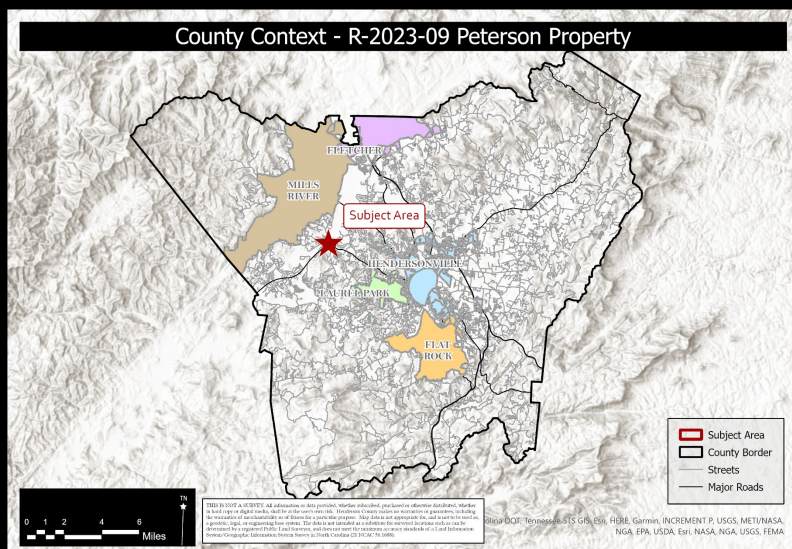 County Context - R-2023-09 Peterson Property
FLETCHER
MILLS
RIVER
Subject Area
HENDERSONVILLE
LAUREL PARK
FLAT
ROCK
Subject Area
County Border
Streets
Major Roads
TN
0 1 2 4 6
Miles
THIS IS NOT A SURVEY. All information or data provided, whether subscribed, purchased or otherwise distributed, whether
in hard copy or digital media, shall be at the user's own risk. Henderson County makes no warranties or guarantees, including
the warranties of merchantability or of fitness for a particular purpose. Map data is not appropriate for, and is not to be used as,
a geodetic, legal, or engineering base system. The data is not intended as a substitute for surveyed locations such as can be
determined by a registered Public Land Surveyor, and does not meet the minimum accuracy standards of a Land Information
System/Geographic Information System Survey in North Carolina (21 NCAC 56.1608).
olina DOT, Tennessee STS GIS, Esri, HERE, Garmin, INCREMENT P, USGS, METI/NASA,
NGA, EPA, USDA, Esri, NASA, NGA, USGS, FEMA